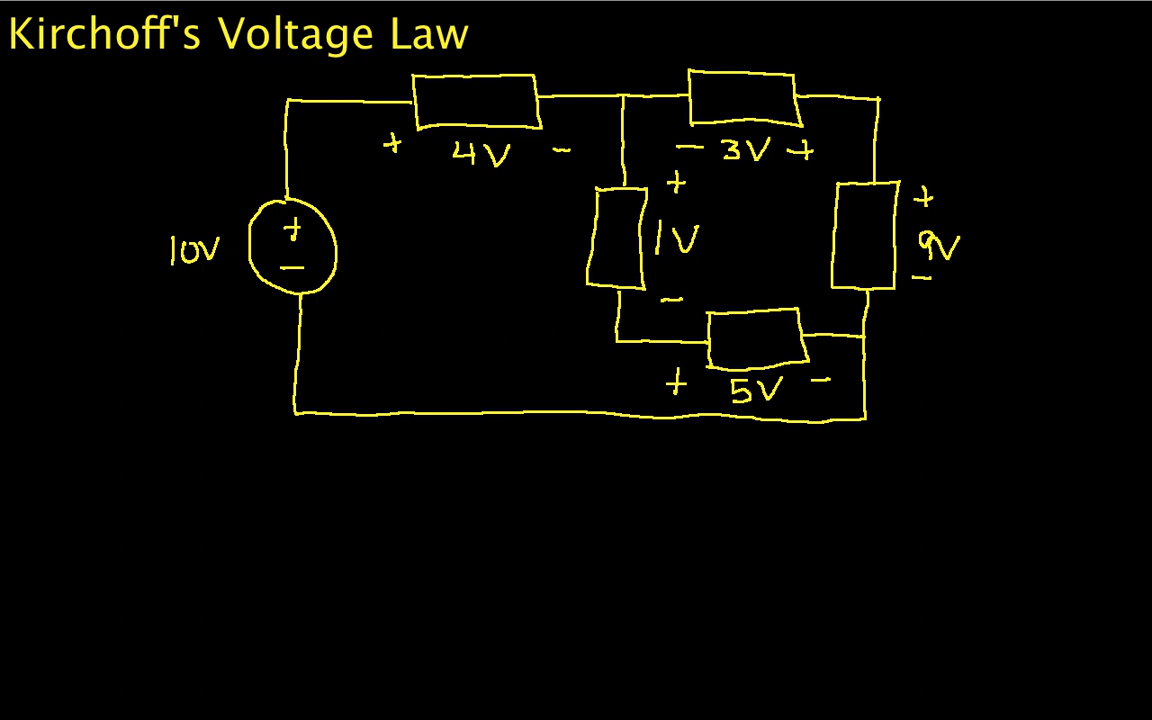 Kirchoff's Voltage Law
+ 4V -
- 3V +
+
1V
-
+
9V
-
10V
+
-
+ 5V -